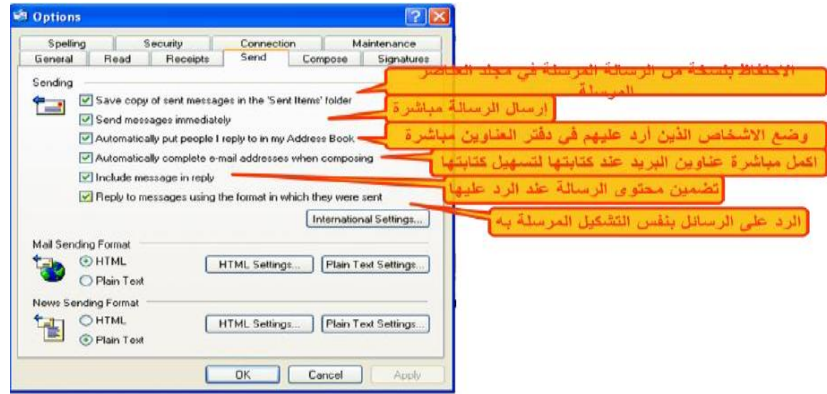 Options
Spelling Security Connection Maintenance
General Read Receipts Send Compose Signatures
Sending
Save copy of sent messages in the 'Sent Items' folder
الاحتفاظ بنسخة من الرسالة المرسلة في مجلد العناصر
المرسلة
Send messages immediately
إرسال الرسالة مباشرة
Automatically put people I reply to in my Address Book
وضع الاشخاص الذين أرد عليهم في دفتر العناوين مباشرة
Automatically complete e-mail addresses when composing
اكمل مباشرة عناوين البريد عند كتابتها لتسهيل كتابتها
Include message in reply
تضمين محتوى الرسالة عند الرد عليها
Reply to messages using the format in which they were sent
الرد على الرسائل بنفس التشكيل المرسلة به
International Settings...
Mail Sending Format
HTML HTML Settings... Plain Text Settings...
Plain Text
News Sending Format
HTML HTML Settings... Plain Text Settings...
Plain Text
OK Cancel Apply